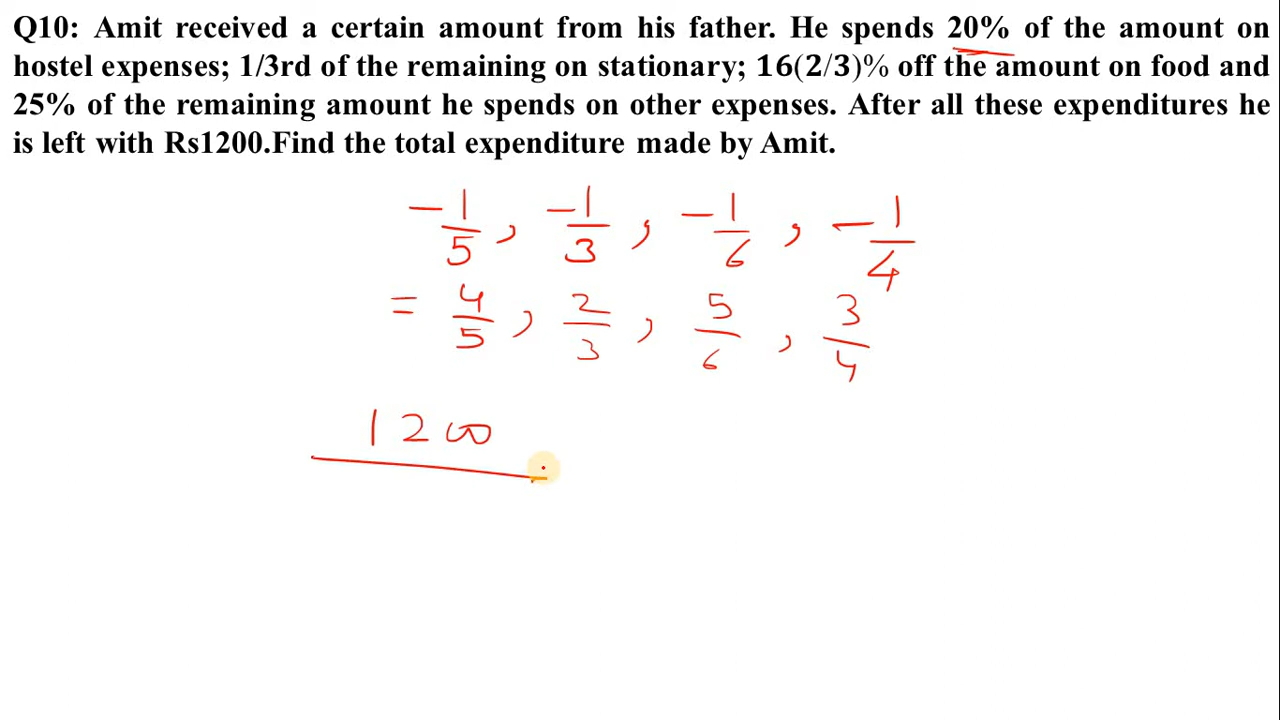 Q10: Amit received a certain amount from his father. He spends 20% of the amount on
hostel expenses; 1/3rd of the remaining on stationary; 16(2/3)% off the amount on food and
25% of the remaining amount he spends on other expenses. After all these expenditures he
is left with Rs1200.Find the total expenditure made by Amit.
-1/5, -1/3, -1/6, -1/4
= 4/5, 2/3, 5/6, 3/4
1200